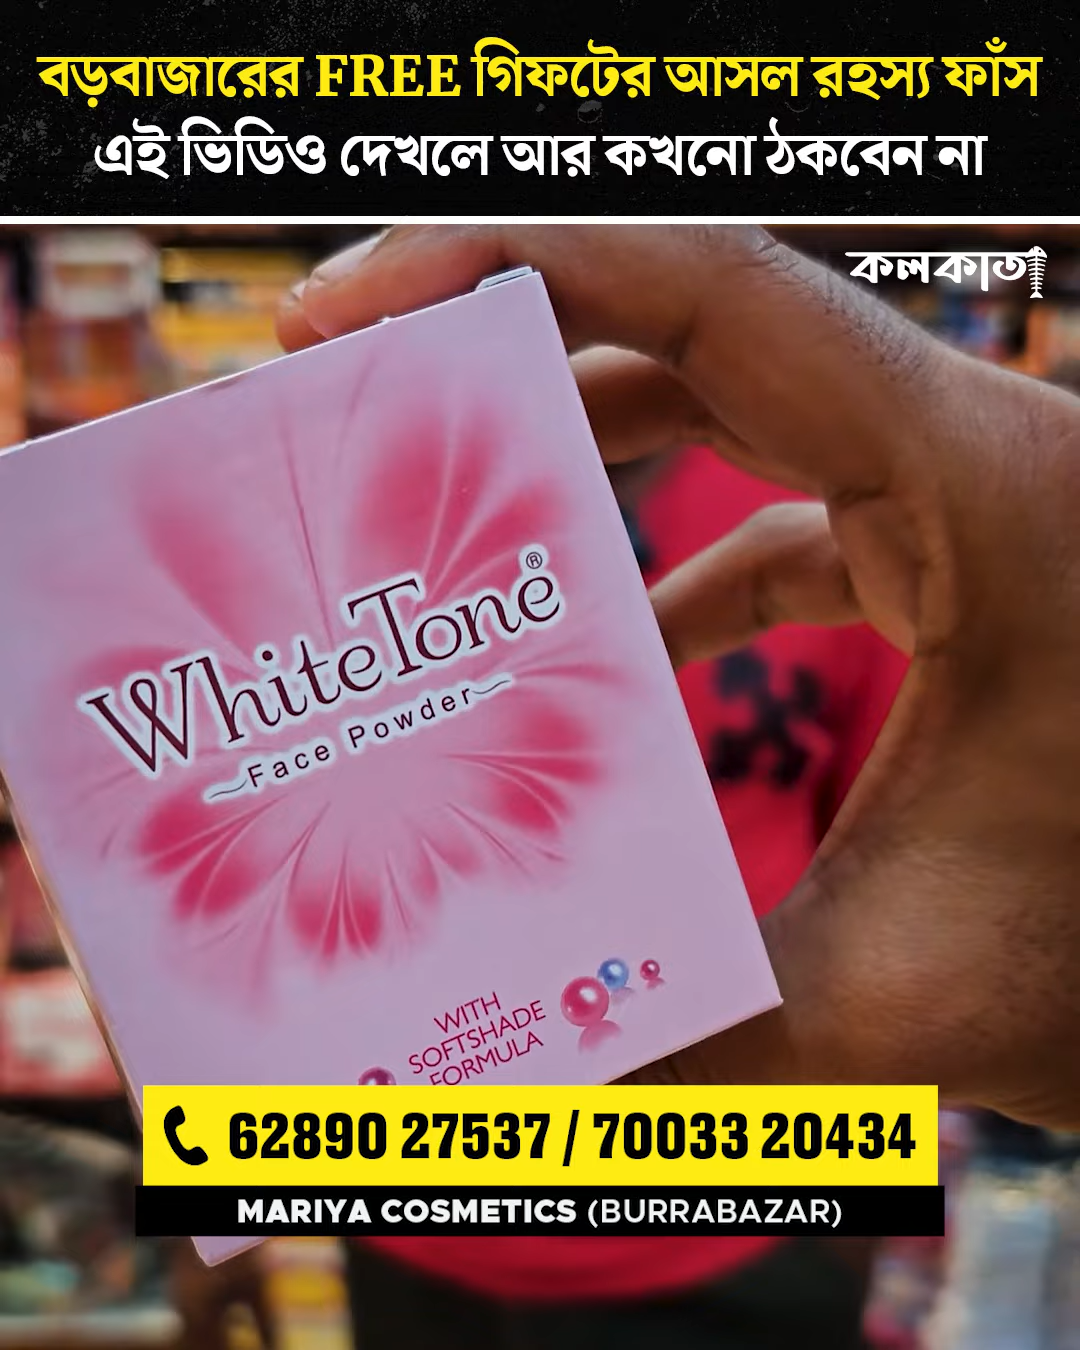 বড়বাজারের FREE গিফটের আসল রহস্য ফাঁস
এই ভিডিও দেখলে আর কখনো ঠকবেন না
কলকাতা
WhiteTone®
Face Powder
WITH
SOFTSHADE
FORMULA
62890 27537 / 70033 20434
MARIYA COSMETICS (BURRABAZAR)